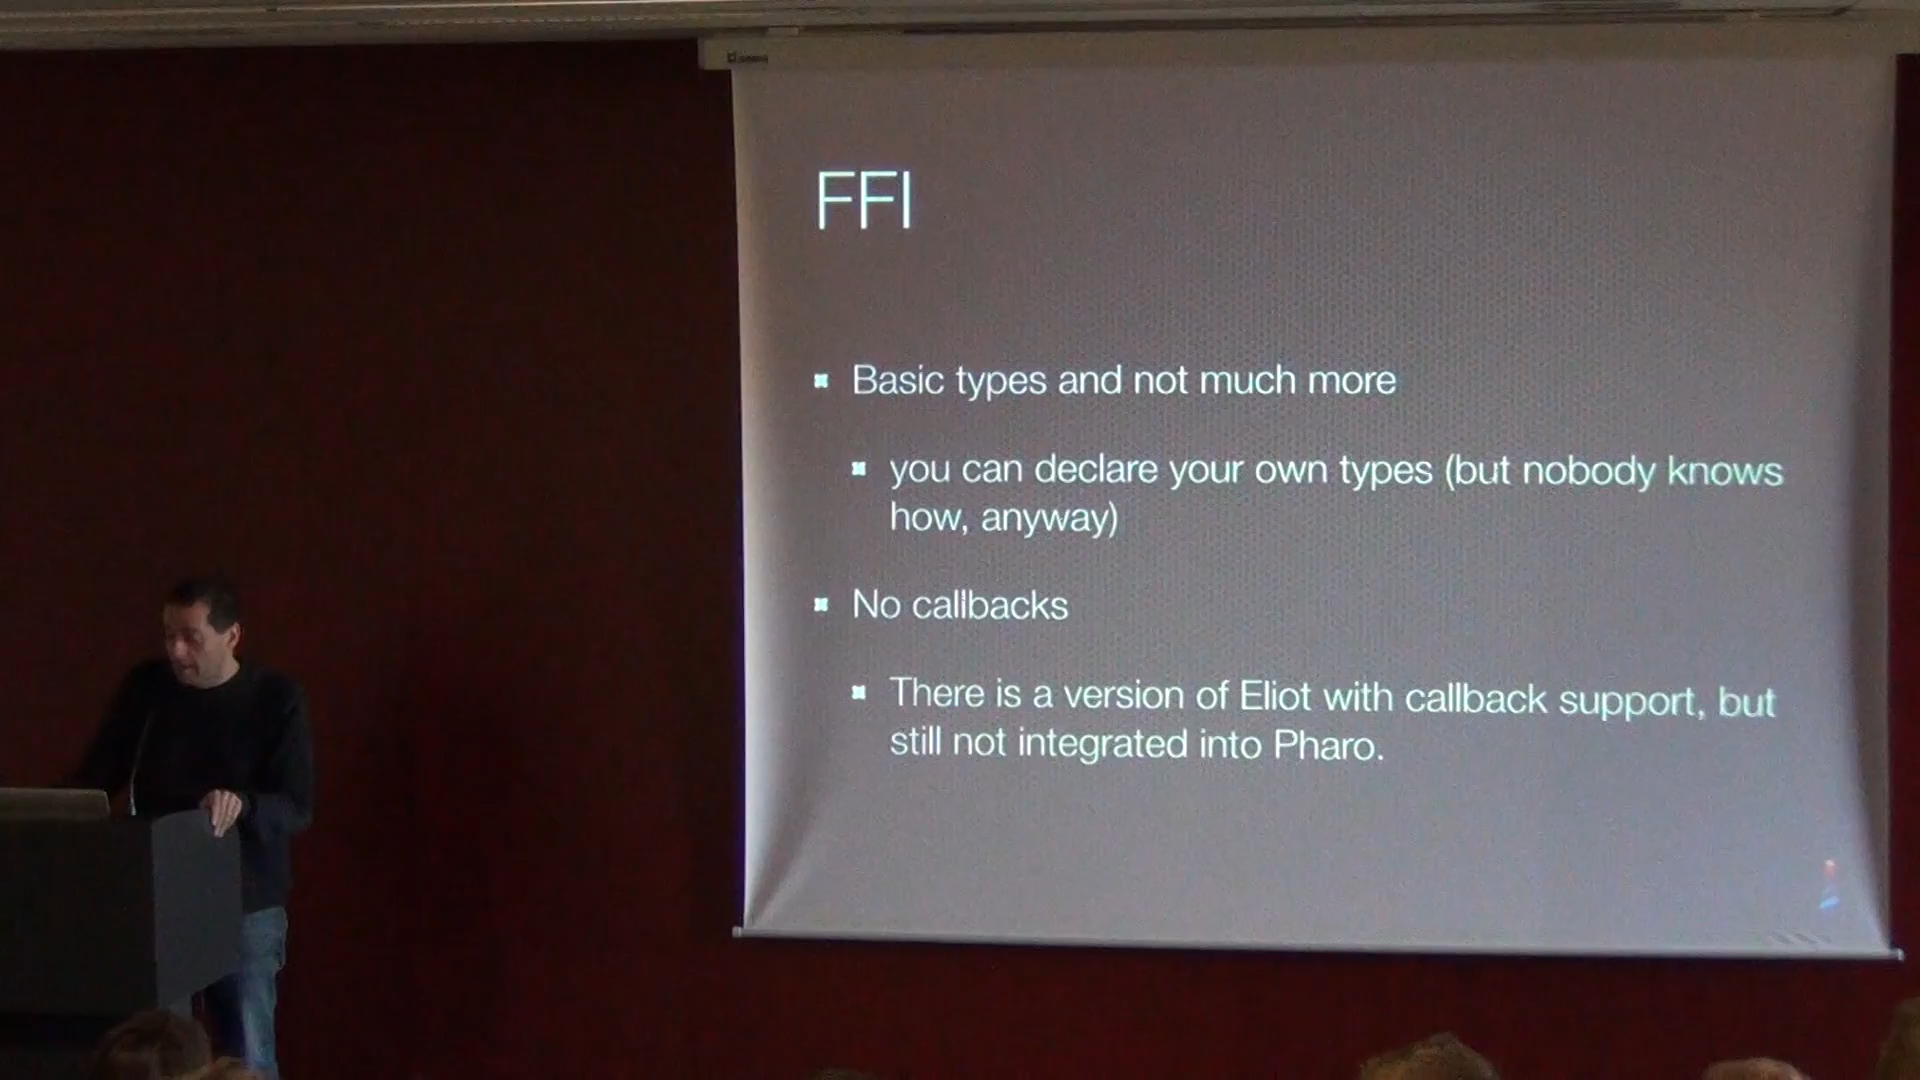 FFI
Basic types and not much more
you can declare your own types (but nobody knows
how, anyway)
No callbacks
There is a version of Eliot with callback support, but
still not integrated into Pharo.